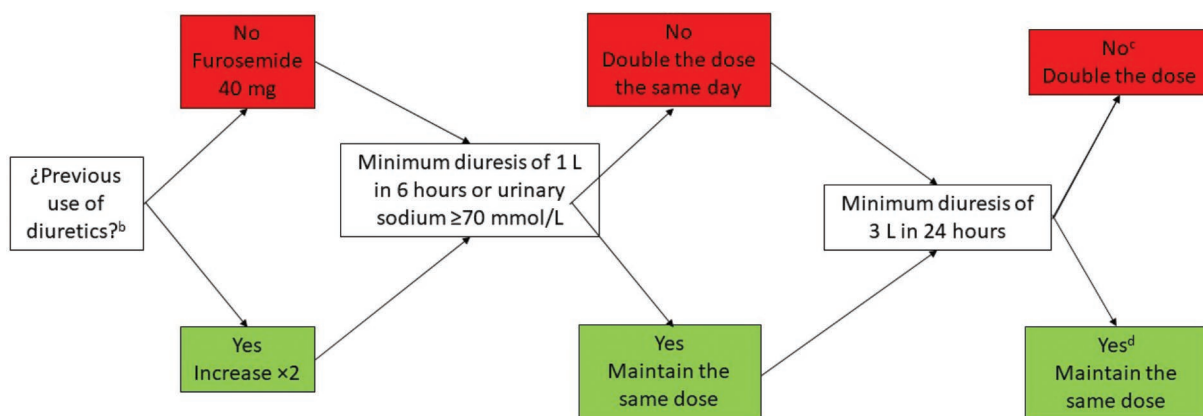 ¿Previous
use of
diuretics?ᵇ
No
Furosemide
40 mg
Yes
Increase ×2
Minimum diuresis of 1 L
in 6 hours or urinary
sodium ≥70 mmol/L
No
Double the dose
the same day
Yes
Maintain the
same dose
Minimum diuresis of
3 L in 24 hours
Noᶜ
Double the dose
Yesᵈ
Maintain the
same dose